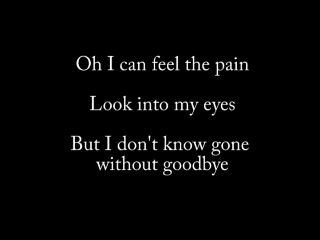 Oh I can feel the pain
Look into my eyes
But I don't know gone
without goodbye